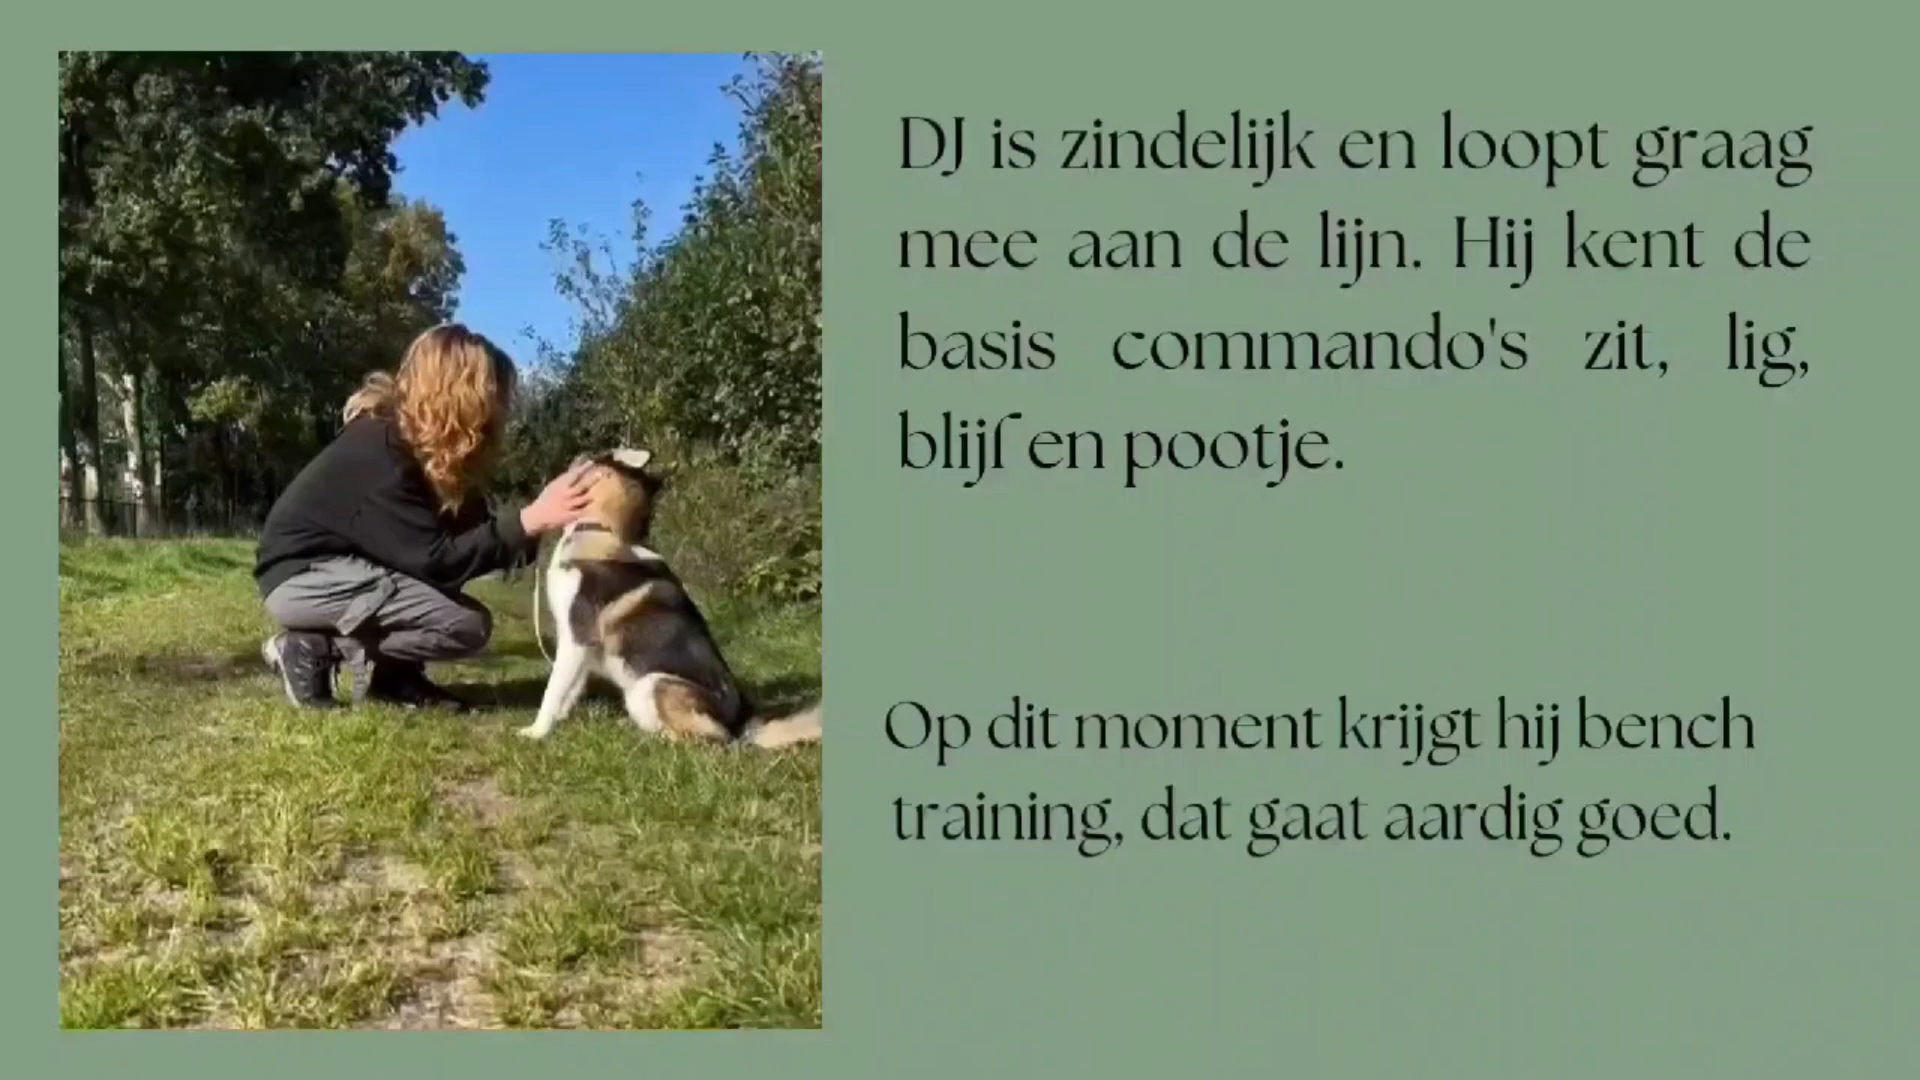 DJ is zindelijk en loopt graag
mee aan de lijn. Hij kent de
basis commando's zit, lig,
blijf en pootje.
Op dit moment krijgt hij bench
training, dat gaat aardig goed.